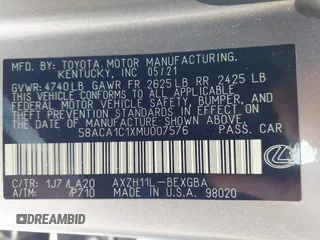 MFD. BY: TOYOTA MOTOR MANUFACTURING,
KENTUCKY, INC 05/21
GVWR: 4740LB GAWR FR 2625LB RR 2425 LB
THIS VEHICLE CONFORMS TO ALL APPLICABLE
FEDERAL MOTOR VEHICLE SAFETY, BUMPER, AND
THEFT PREVENTION STANDARDS IN EFFECT ON
THE DATE OF MANUFACTURE SHOWN ABOVE.
58ACA1C1XMU007576 PASS. CAR
C/TR: 1J7/LA20 AXZH11L-BEXGBA
A/TM: /P710 MADE IN U.S.A. 98020
DREAMBID